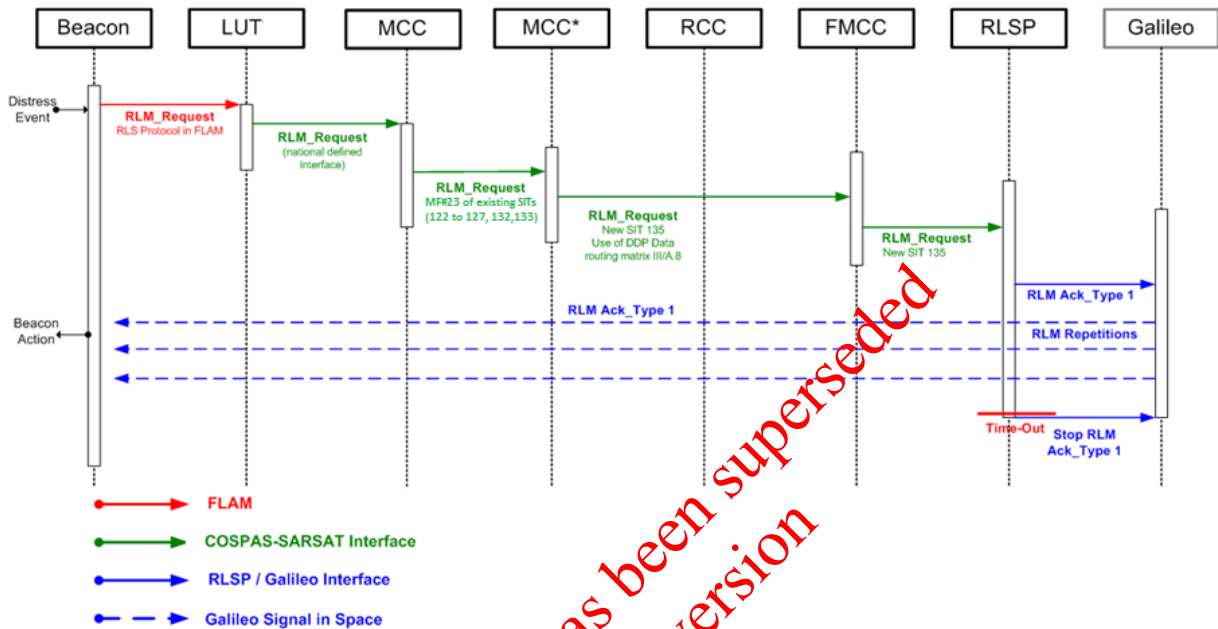 Beacon LUT MCC MCC* RCC FMCC RLSP Galileo
Distress
Event
RLM_Request
RLS Protocol in FLAM
RLM_Request
(national defined
interface)
RLM_Request
MF#23 of existing SITs
(122 to 127, 132,133)
RLM_Request
New SIT 135
Use of DDP Data
routing matrix III/A.8
RLM_Request
New SIT 135
RLM Ack_Type 1
Beacon
Action
RLM Ack_Type 1
RLM Repetitions
Time-Out
Stop RLM
Ack_Type 1
FLAM
COSPAS-SARSAT Interface
RLSP / Galileo Interface
Galileo Signal in Space
as been superseded
version